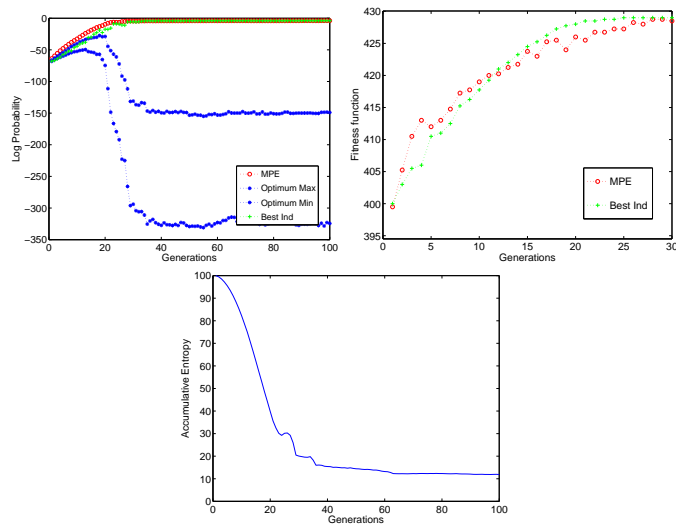 0
−50
−100
−150
−200
−250
−300
−350
Log Probability
0 20 40 60 80 100
Generations
MPE
Optimum Max
Optimum Min
Best Ind
425
420
415
410
405
400
395
Fitness function
0 5 10 15 20 25 30
Generations
MPE
Best Ind
100
90
80
70
60
50
40
30
20
10
0
Accumulative Entropy
0 20 40 60 80 100
Generations